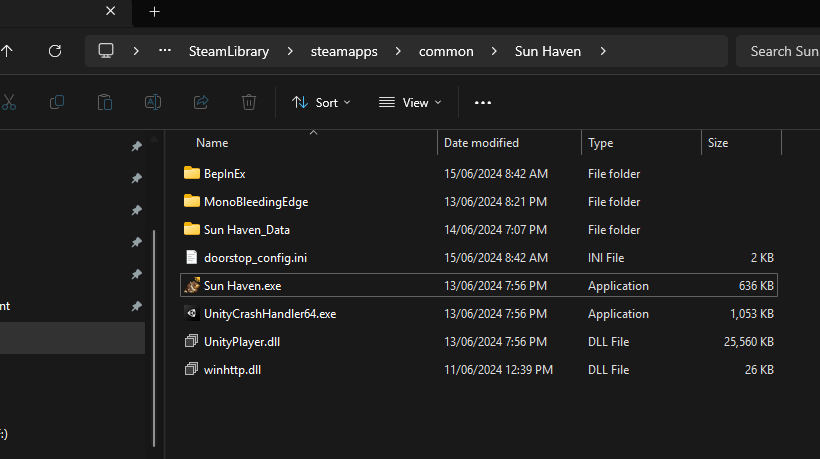 SteamLibrary steamapps common Sun Haven Search Sun
Sort View
Name Date modified Type Size
BepInEx 15/06/2024 8:42 AM File folder
MonoBleedingEdge 13/06/2024 8:21 PM File folder
Sun Haven_Data 14/06/2024 7:07 PM File folder
doorstop_config.ini 15/06/2024 8:42 AM INI File 2 KB
Sun Haven.exe 13/06/2024 7:56 PM Application 636 KB
nt
UnityCrashHandler64.exe 13/06/2024 7:56 PM Application 1,053 KB
UnityPlayer.dll 13/06/2024 7:56 PM DLL File 25,560 KB
winhttp.dll 11/06/2024 12:39 PM DLL File 26 KB
:)